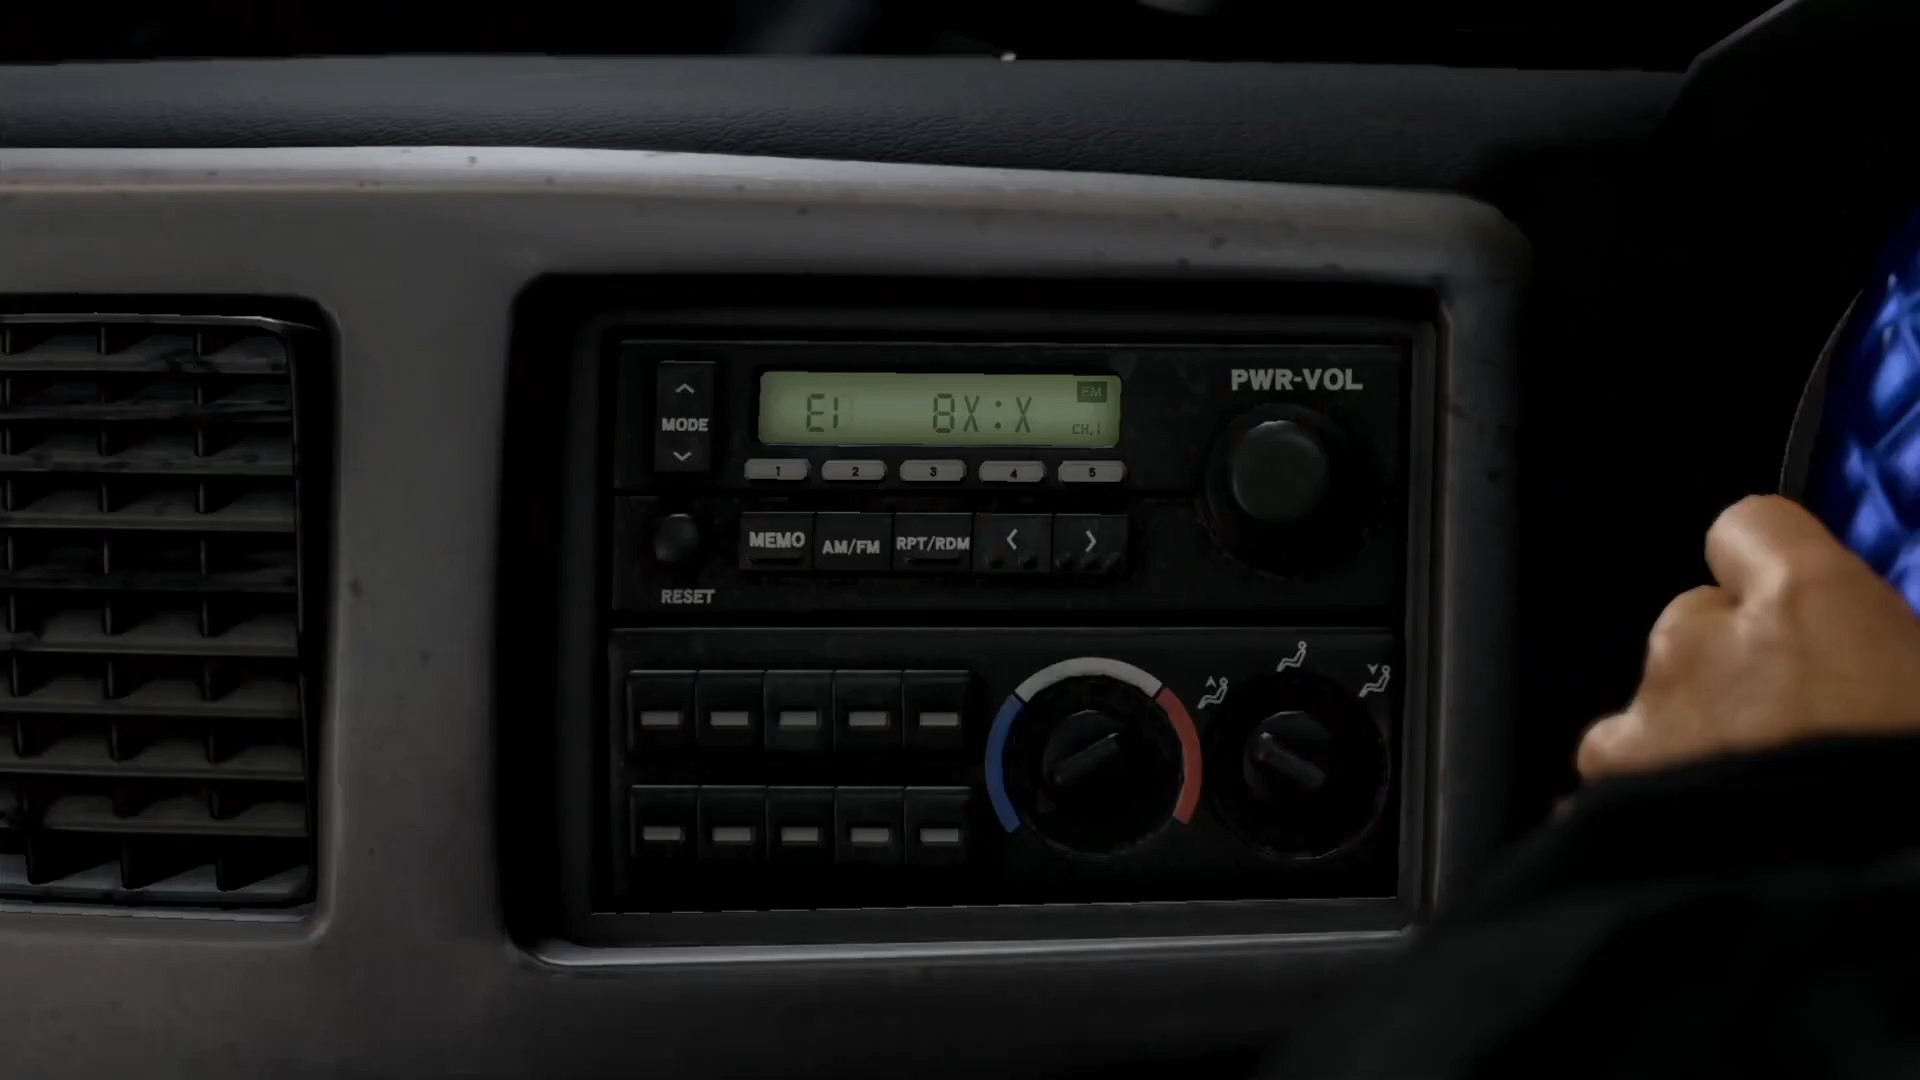 PWR-VOL
MODE
E1 8X:X
FM
CH.1
1 2 3 4 5
MEMO AM/FM RPT/RDM < >
RESET